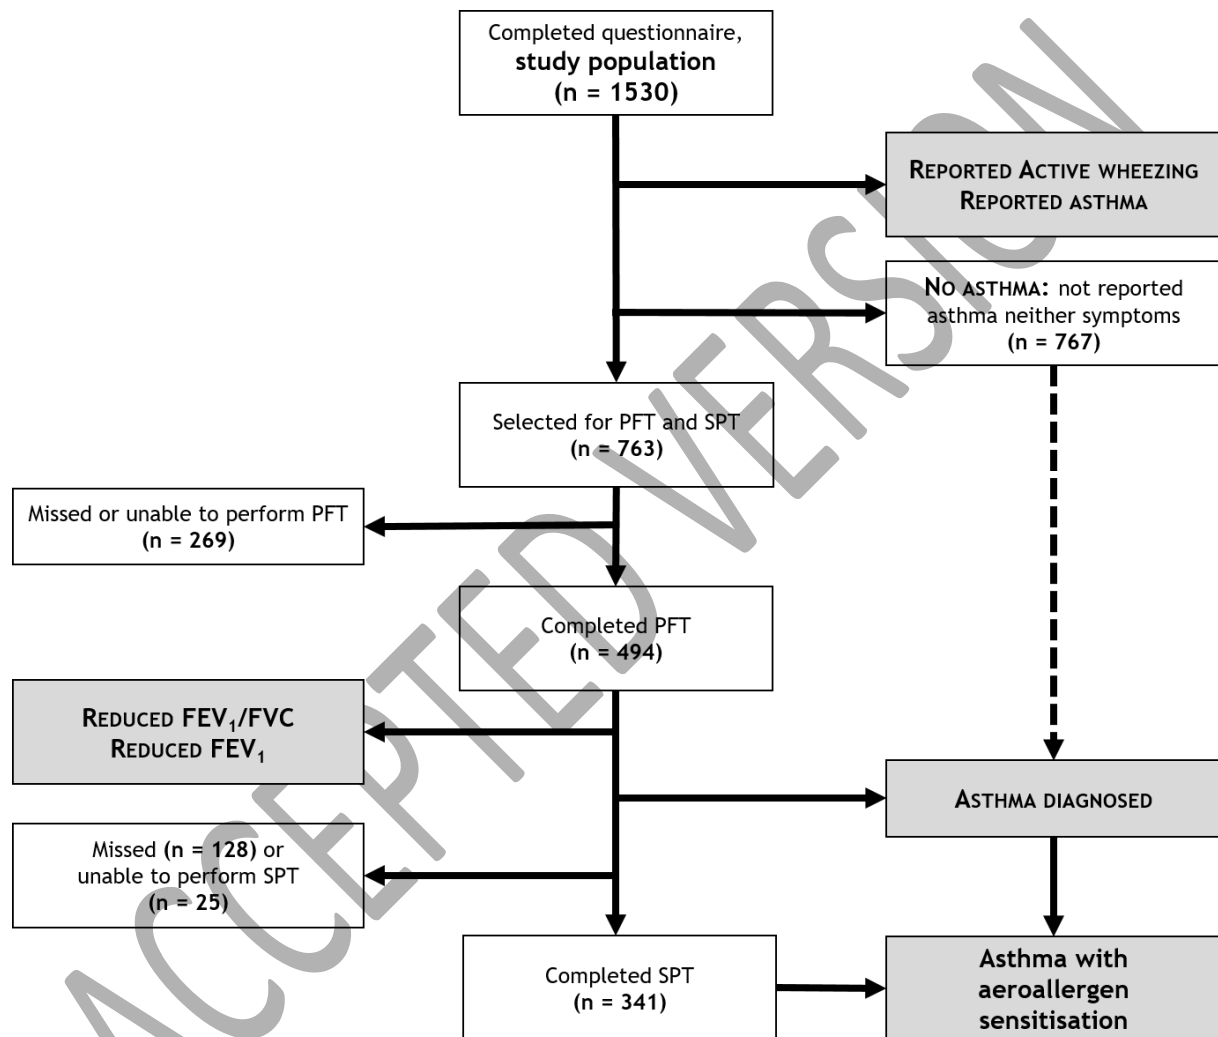 Completed questionnaire,
study population
(n = 1530)
REPORTED ACTIVE WHEEZING
REPORTED ASTHMA
NO ASTHMA: not reported
asthma neither symptoms
(n = 767)
Selected for PFT and SPT
(n = 763)
Missed or unable to perform PFT
(n = 269)
Completed PFT
(n = 494)
REDUCED FEV₁/FVC
REDUCED FEV₁
ASTHMA DIAGNOSED
Missed (n = 128) or
unable to perform SPT
(n = 25)
Completed SPT
(n = 341)
Asthma with
aeroallergen
sensitisation
ACCEPTED VERSION